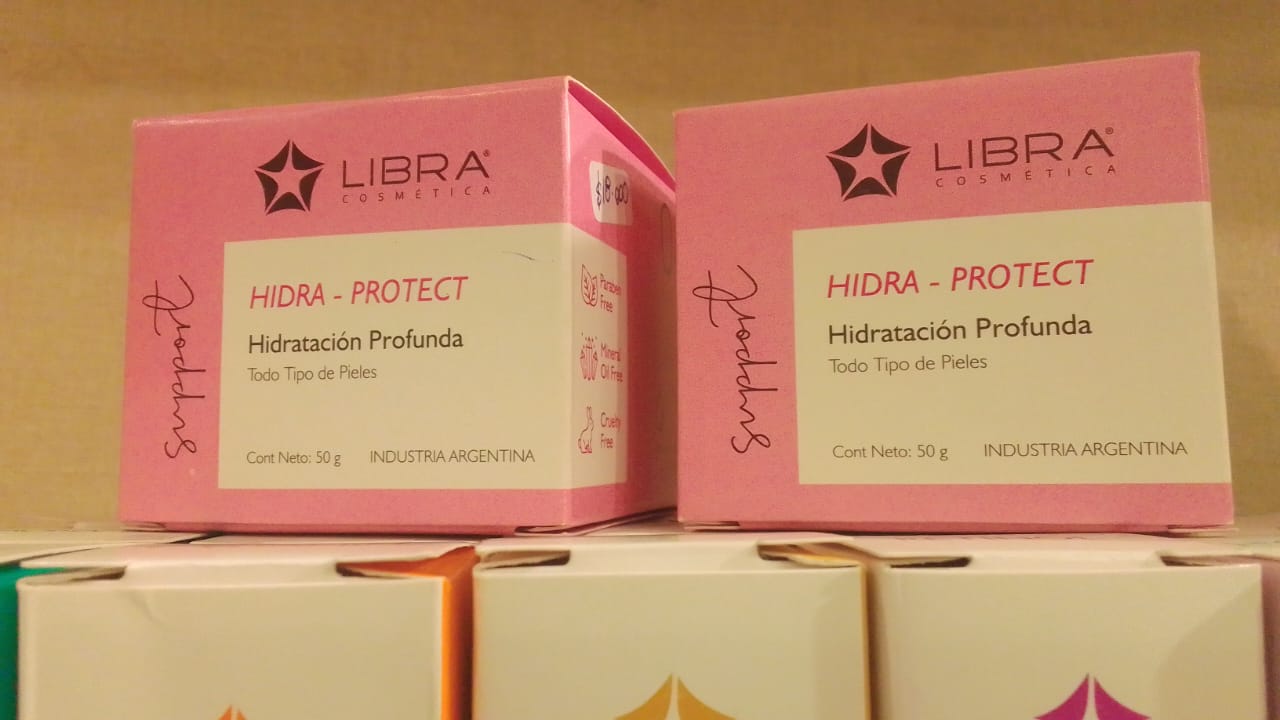 LIBRA®
COSMÉTICA
HIDRA - PROTECT
Hidratación Profunda
Todo Tipo de Pieles
Cont Neto: 50 g INDUSTRIA ARGENTINA
Support
$18.000
Paraben
Free
Mineral
Oil Free
Cruelty
Free
LIBRA®
COSMÉTICA
HIDRA - PROTECT
Hidratación Profunda
Todo Tipo de Pieles
Cont Neto: 50 g INDUSTRIA ARGENTINA
Support